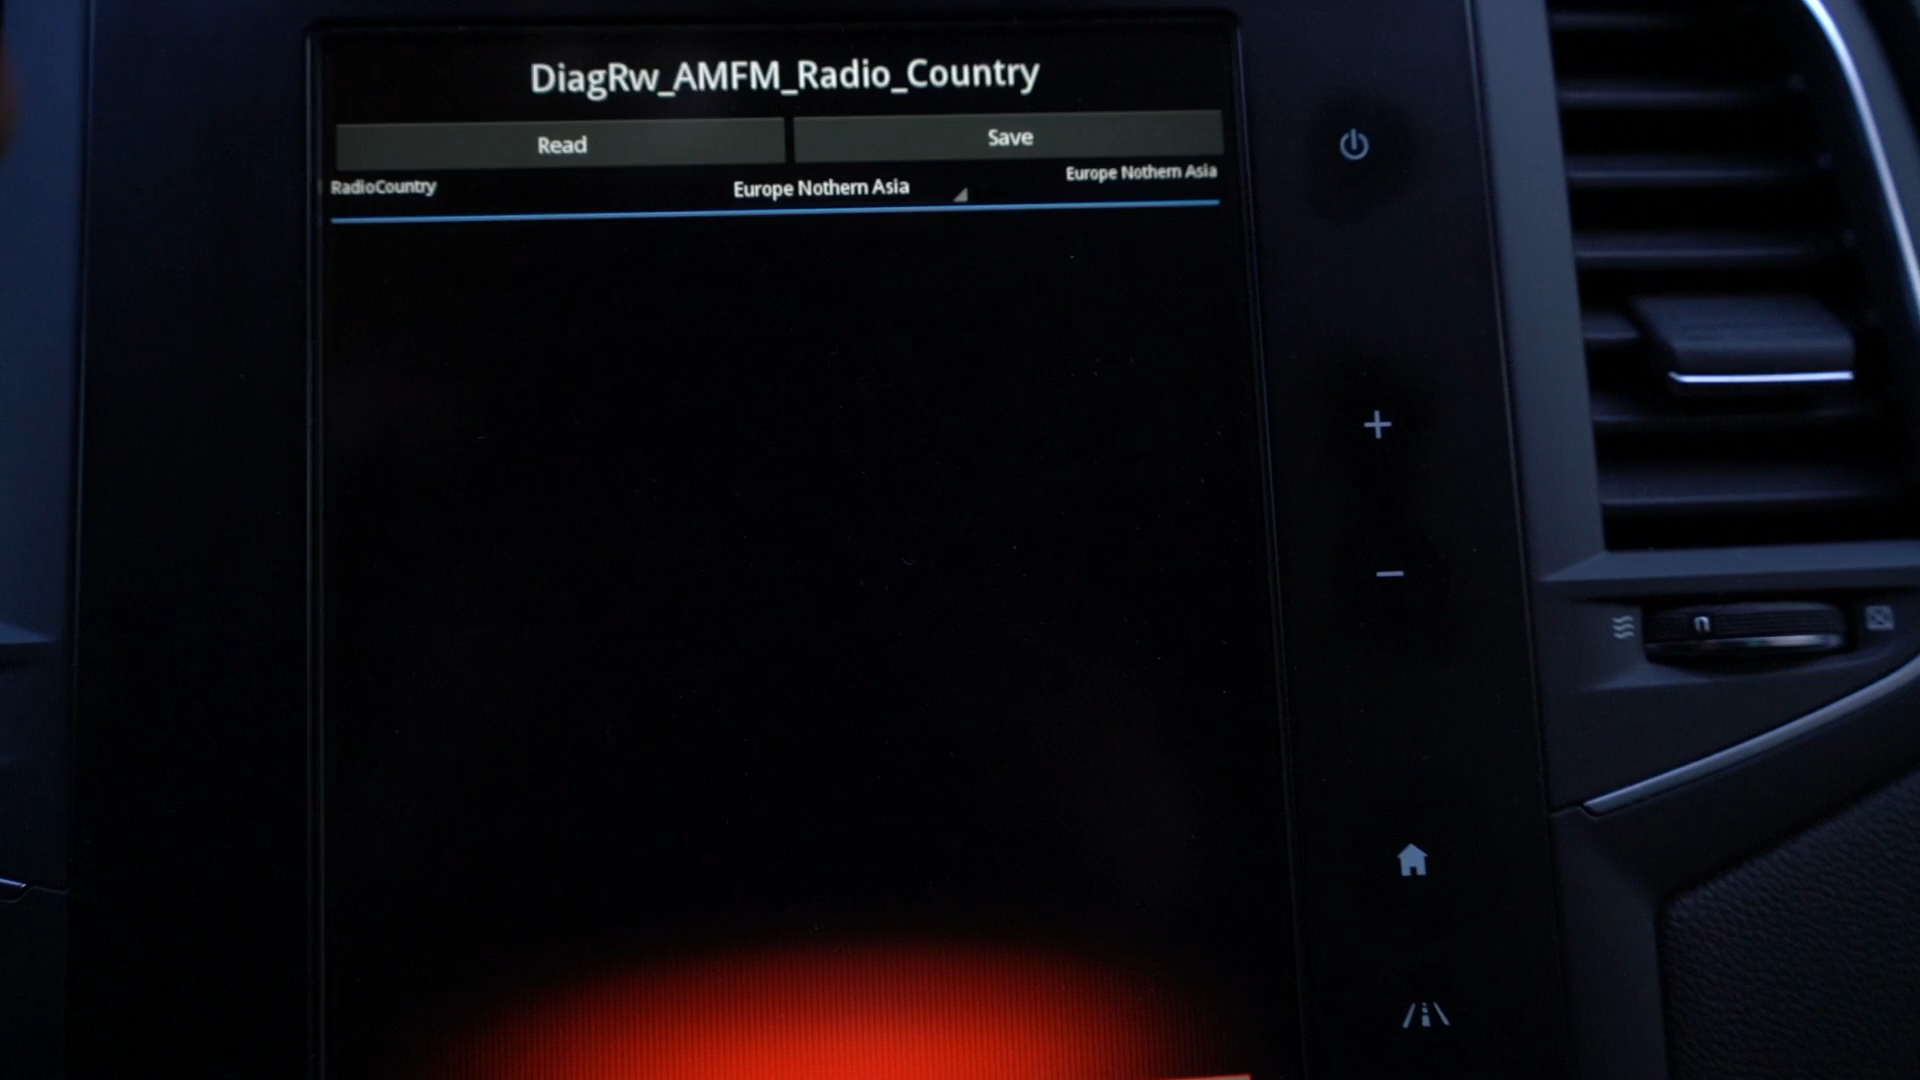 DiagRw_AMFM_Radio_Country
Read Save
RadioCountry Europe Nothern Asia Europe Nothern Asia